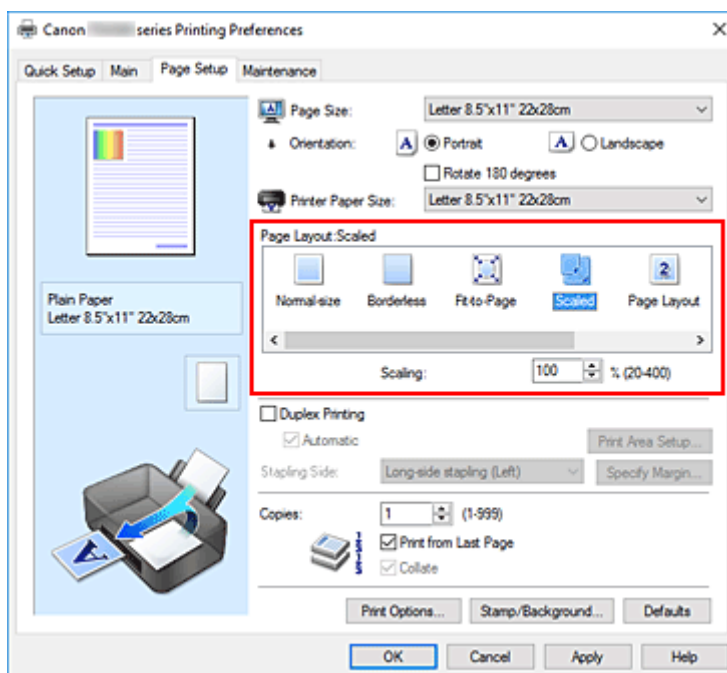 Canon series Printing Preferences
Quick Setup Main Page Setup Maintenance
Page Size: Letter 8.5"x11" 22x28cm
Orientation: A Portrait A Landscape
Rotate 180 degrees
Printer Paper Size: Letter 8.5"x11" 22x28cm
Page Layout:Scaled
Normal-size Borderless Fit-to-Page Scaled 2 Page Layout
Plain Paper
Letter 8.5"x11" 22x28cm
Scaling: 100 % (20-400)
Duplex Printing
Automatic Print Area Setup...
Stapling Side: Long-side stapling (Left) Specify Margin...
Copies: 1 (1-999)
Print from Last Page
Collate
A
Print Options... Stamp/Background... Defaults
OK Cancel Apply Help